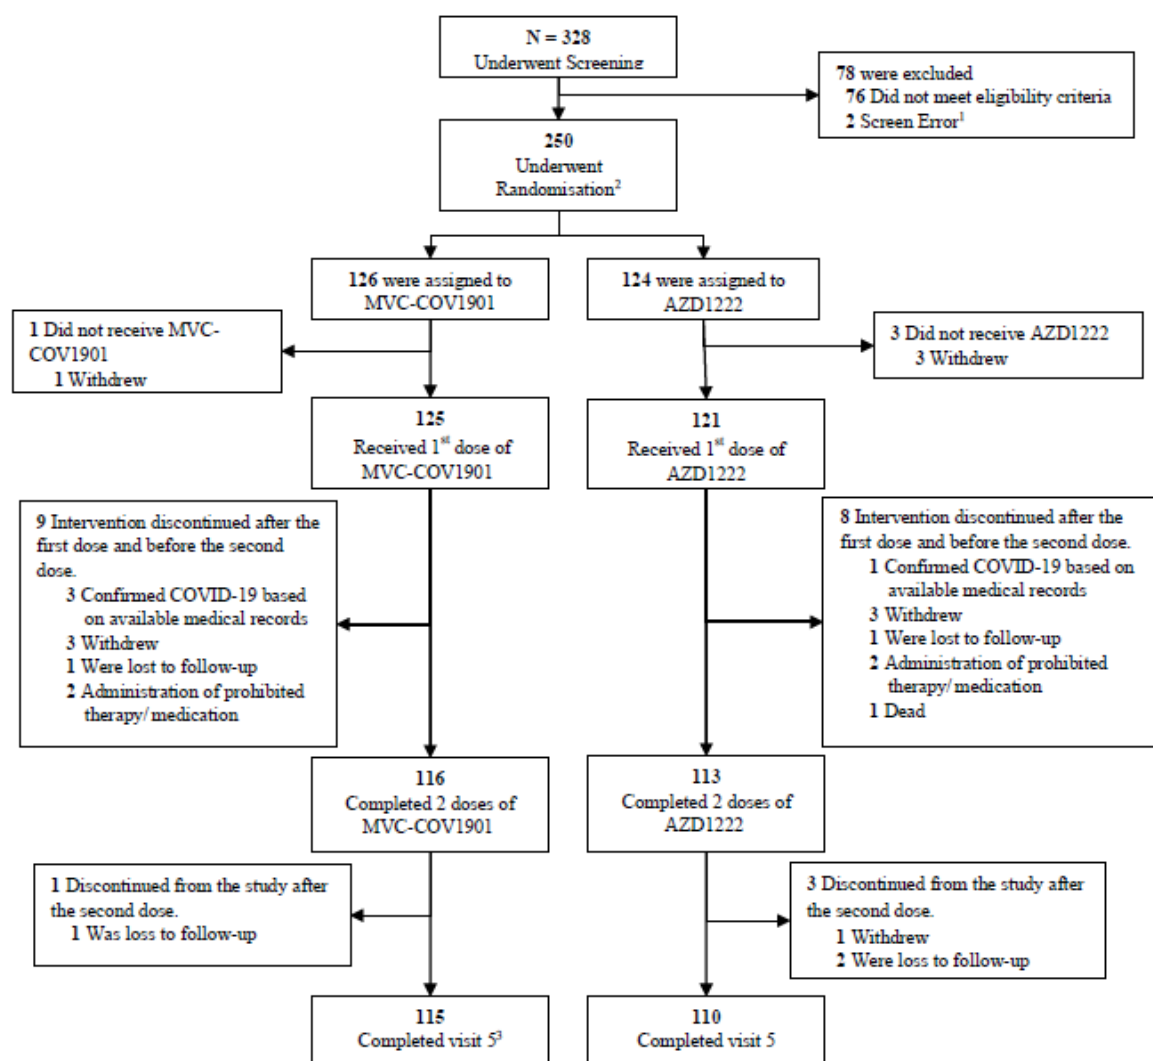 N = 328
Underwent Screening
78 were excluded
76 Did not meet eligibility criteria
2 Screen Error¹
250
Underwent
Randomisation²
126 were assigned to
MVC-COV1901
124 were assigned to
AZD1222
1 Did not receive MVC-
COV1901
1 Withdrew
3 Did not receive AZD1222
3 Withdrew
125
Received 1st dose of
MVC-COV1901
121
Received 1st dose of
AZD1222
9 Intervention discontinued after the
first dose and before the second
dose.
3 Confirmed COVID-19 based
on available medical records
3 Withdrew
1 Were lost to follow-up
2 Administration of prohibited
therapy/ medication
8 Intervention discontinued after the
first dose and before the second dose.
1 Confirmed COVID-19 based on
available medical records
3 Withdrew
1 Were lost to follow-up
2 Administration of prohibited
therapy/ medication
1 Dead
116
Completed 2 doses of
MVC-COV1901
113
Completed 2 doses of
AZD1222
1 Discontinued from the study after
the second dose.
1 Was loss to follow-up
3 Discontinued from the study after
the second dose.
1 Withdrew
2 Were loss to follow-up
115
Completed visit 5³
110
Completed visit 5